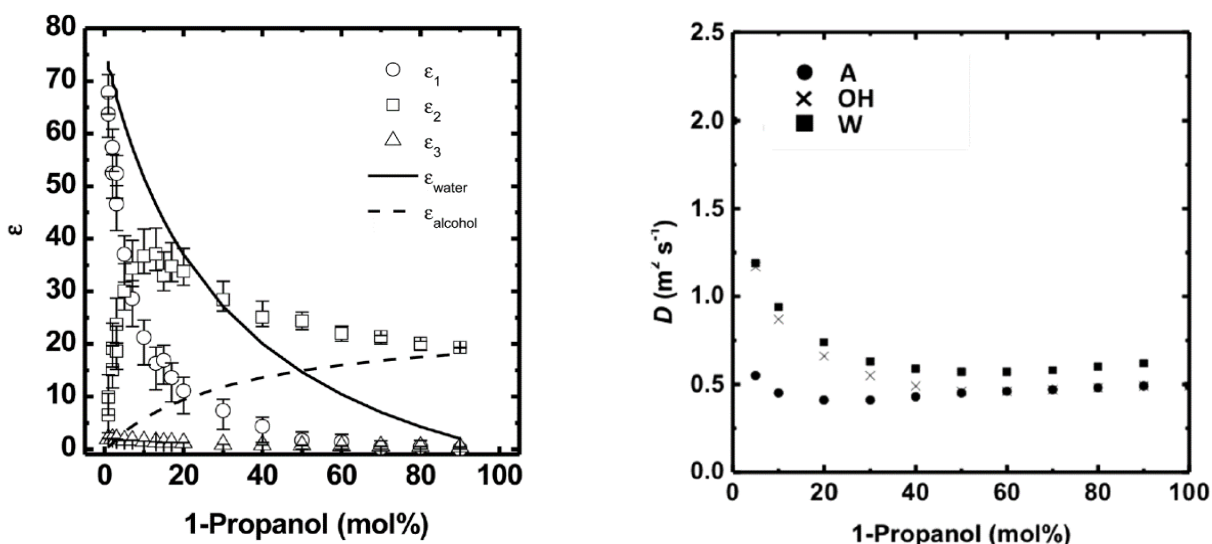 80
70
60
50
40
30
20
10
0
ε
ε1
ε2
ε3
εwater
εalcohol
0 20 40 60 80 100
1-Propanol (mol%)
2.5
2.0
1.5
1.0
0.5
0.0
D (m² s⁻¹)
A
OH
W
0 20 40 60 80 100
1-Propanol (mol%)